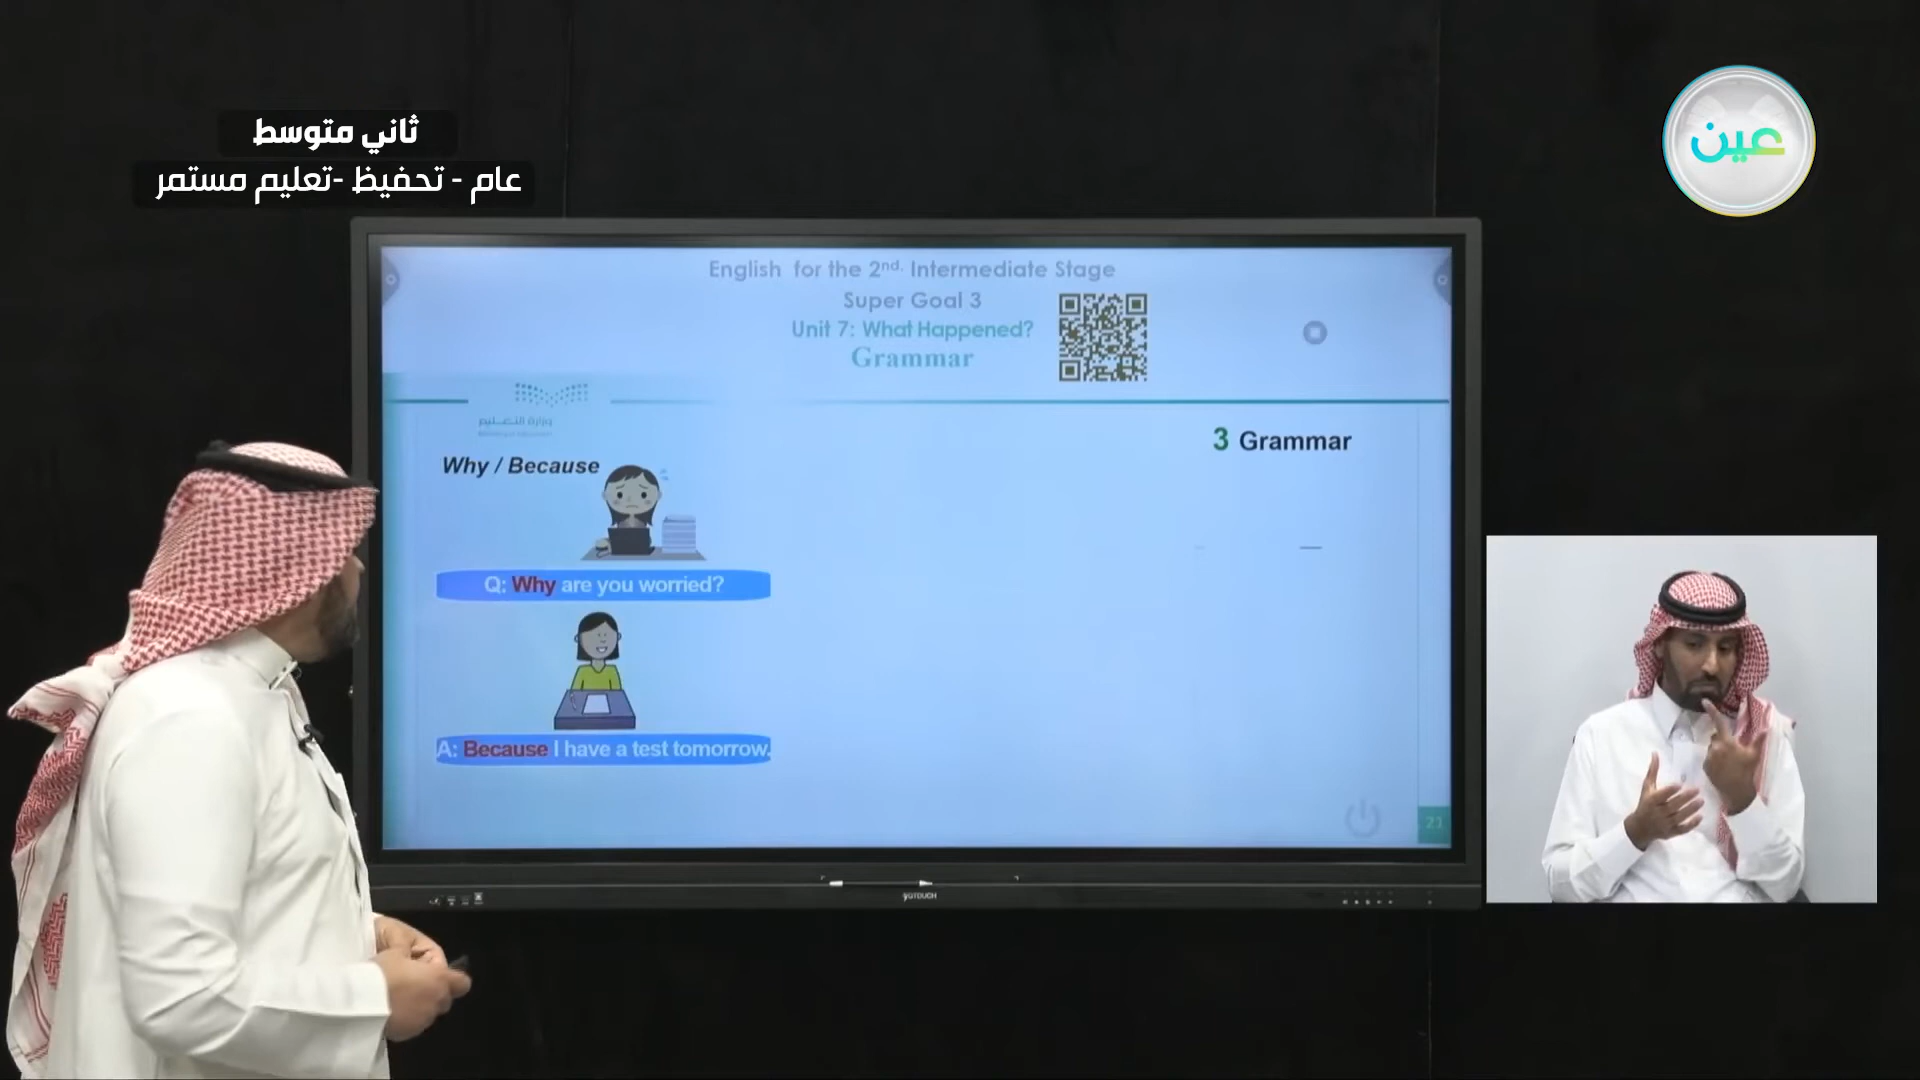 ثاني متوسط
عام - تحفيظ -تعليم مستمر
عين
English for the 2nd. Intermediate Stage
Super Goal 3
Unit 7: What Happened?
Grammar
وزارة التعليم
3 Grammar
Why / Because
Q: Why are you worried?
A: Because I have a test tomorrow.
21